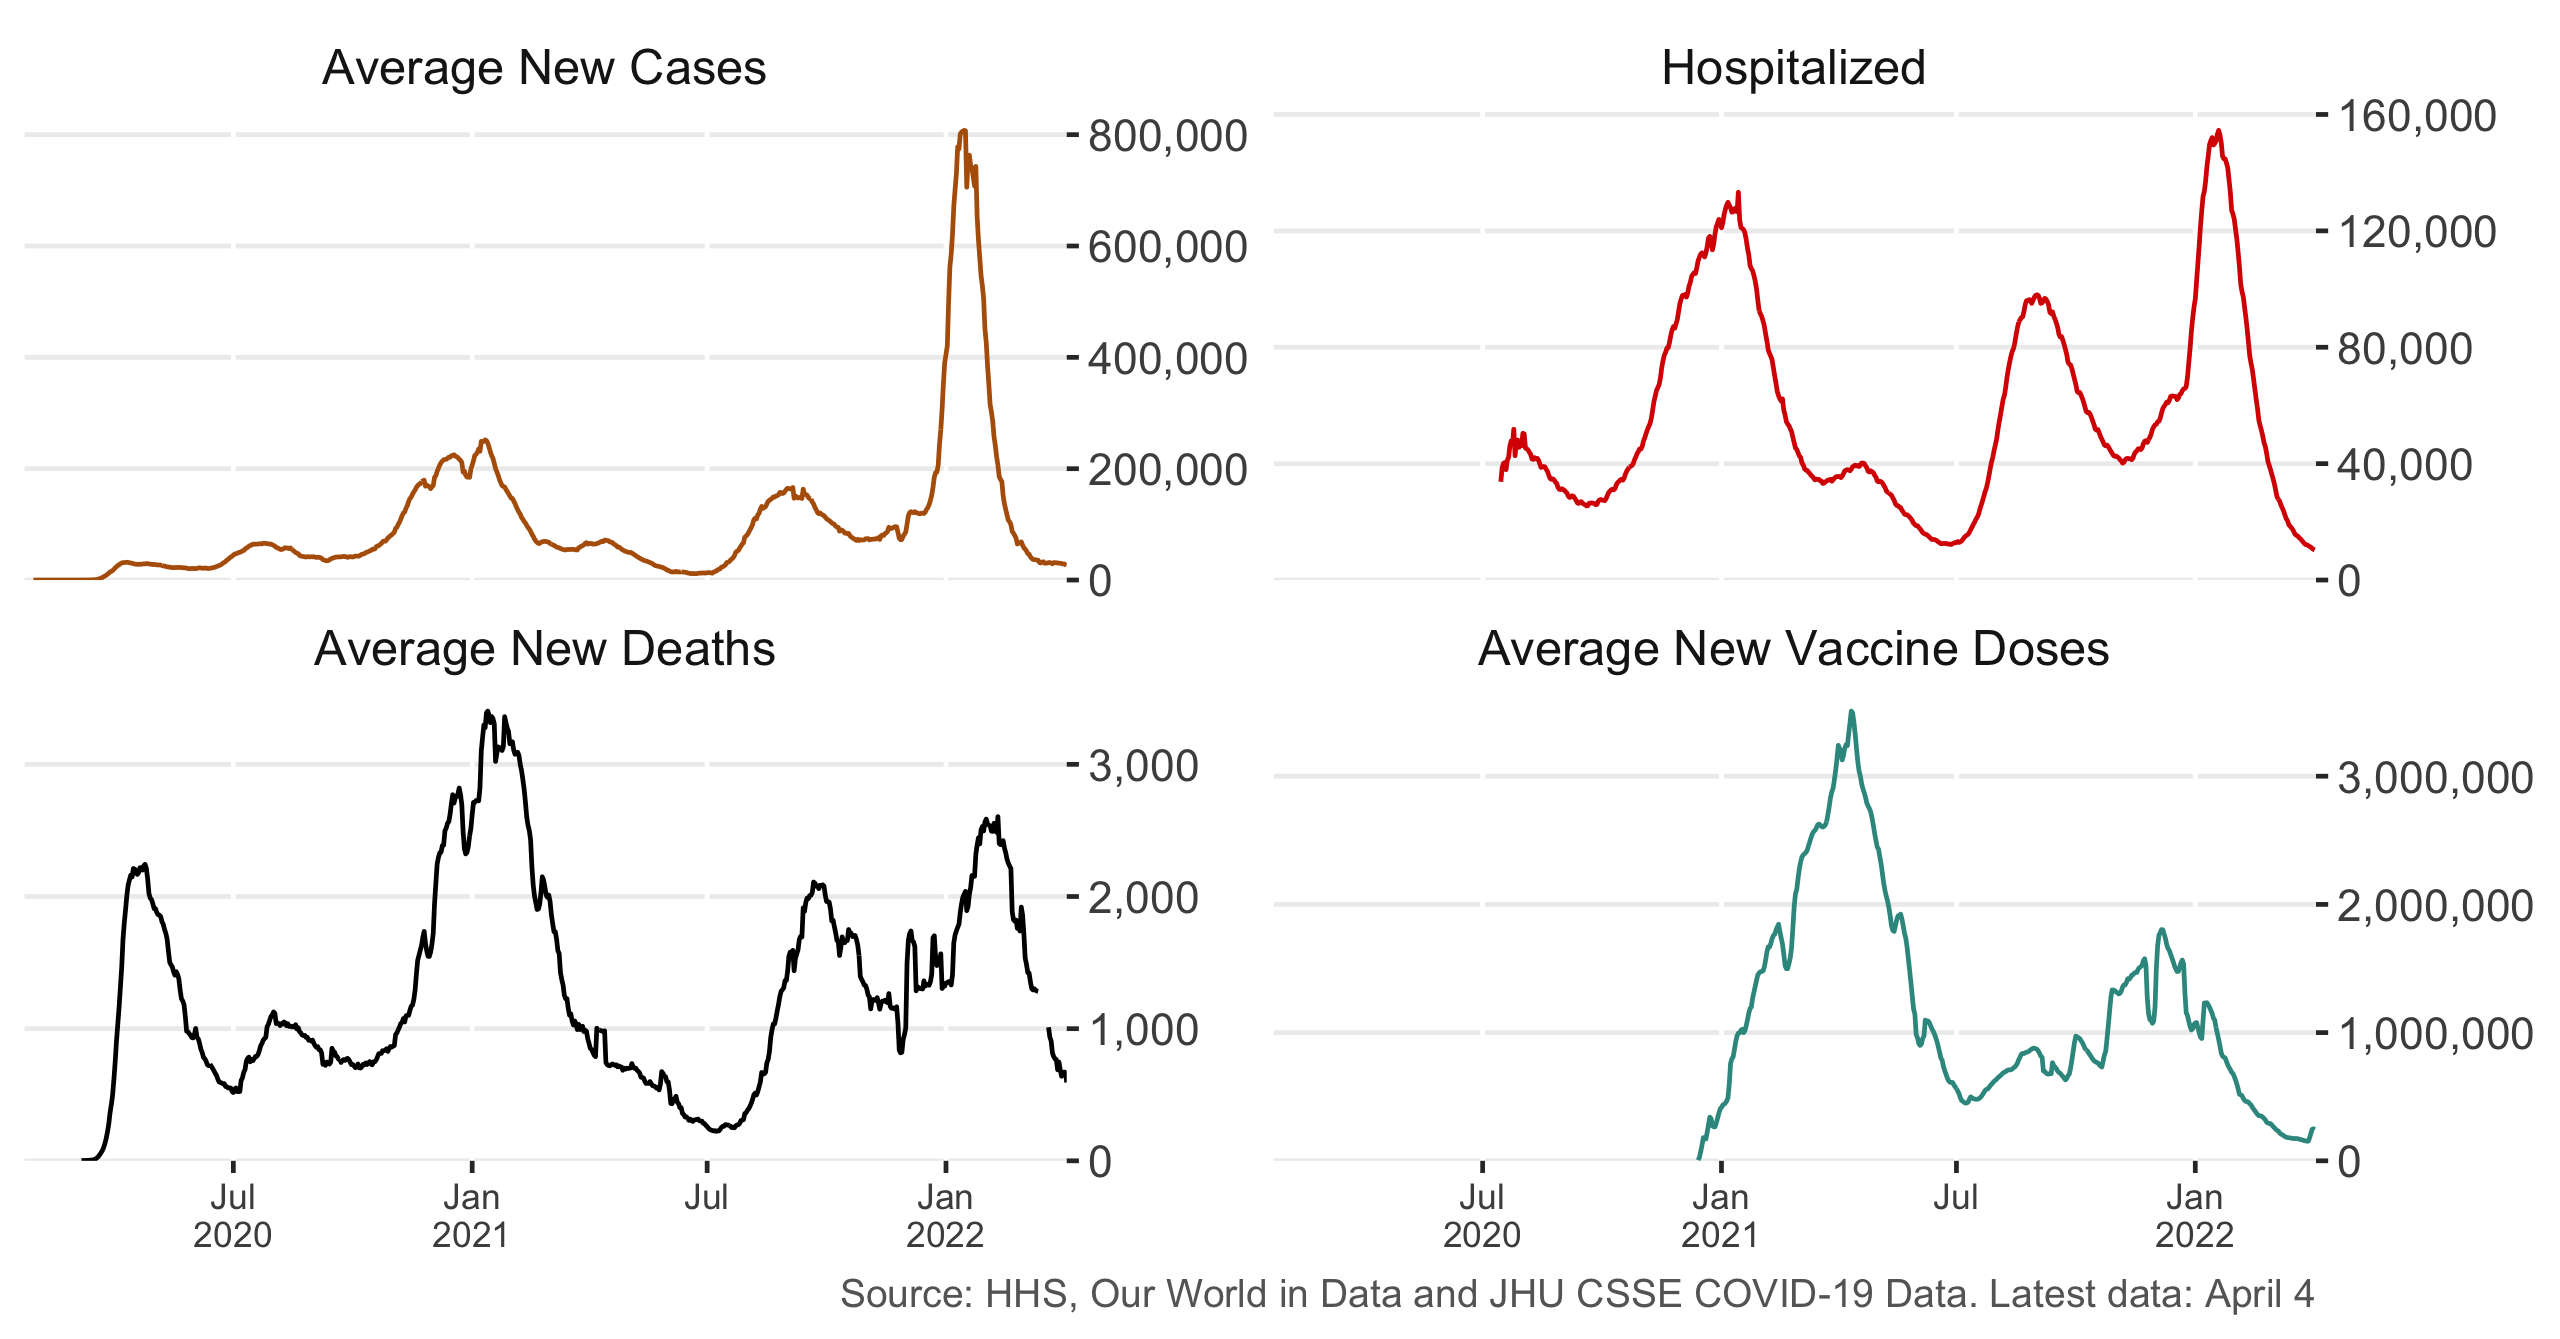 Average New Cases
800,000
600,000
400,000
200,000
0
Hospitalized
160,000
120,000
80,000
40,000
0
Average New Deaths
3,000
2,000
1,000
0
Jul
2020
Jan
2021
Jul
Jan
2022
Average New Vaccine Doses
3,000,000
2,000,000
1,000,000
0
Jul
2020
Jan
2021
Jul
Jan
2022
Source: HHS, Our World in Data and JHU CSSE COVID-19 Data. Latest data: April 4